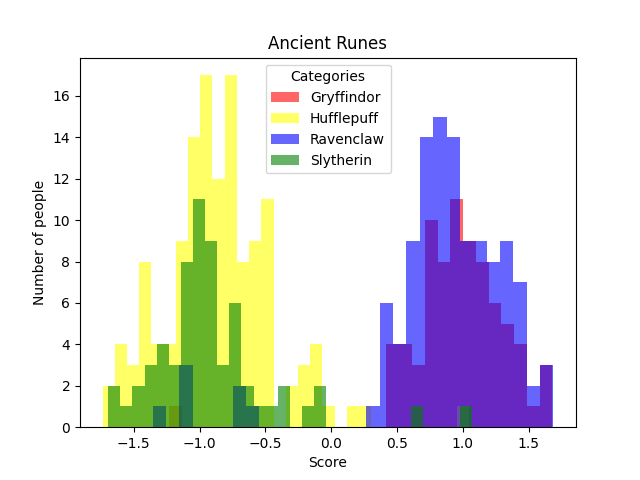 Ancient Runes
Categories
Gryffindor
Hufflepuff
Ravenclaw
Slytherin
Number of people
16
14
12
10
8
6
4
2
0
−1.5 −1.0 −0.5 0.0 0.5 1.0 1.5
Score